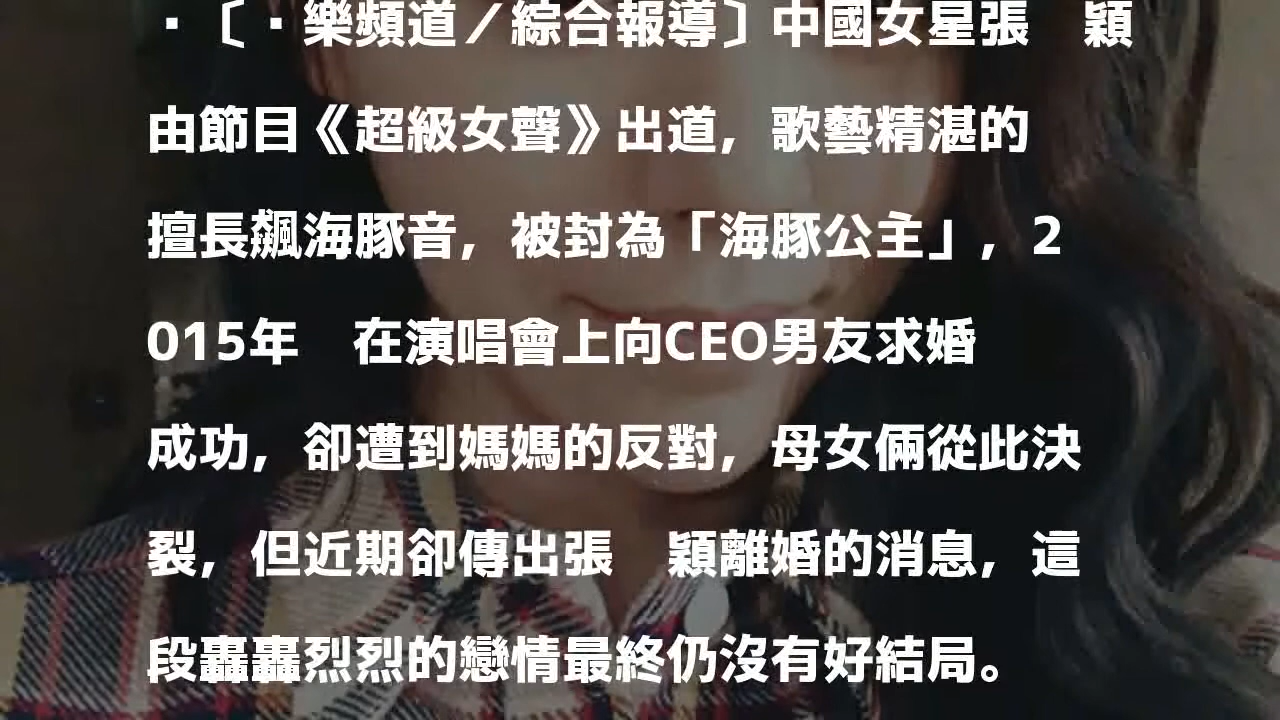 ·〔·樂頻道／綜合報導〕中國女星張　穎
由節目《超級女聲》出道，歌藝精湛的
擅長飆海豚音，被封為「海豚公主」，2
015年　在演唱會上向CEO男友求婚
成功，卻遭到媽媽的反對，母女倆從此決
裂，但近期卻傳出張　穎離婚的消息，這
段轟轟烈烈的戀情最終仍沒有好結局。